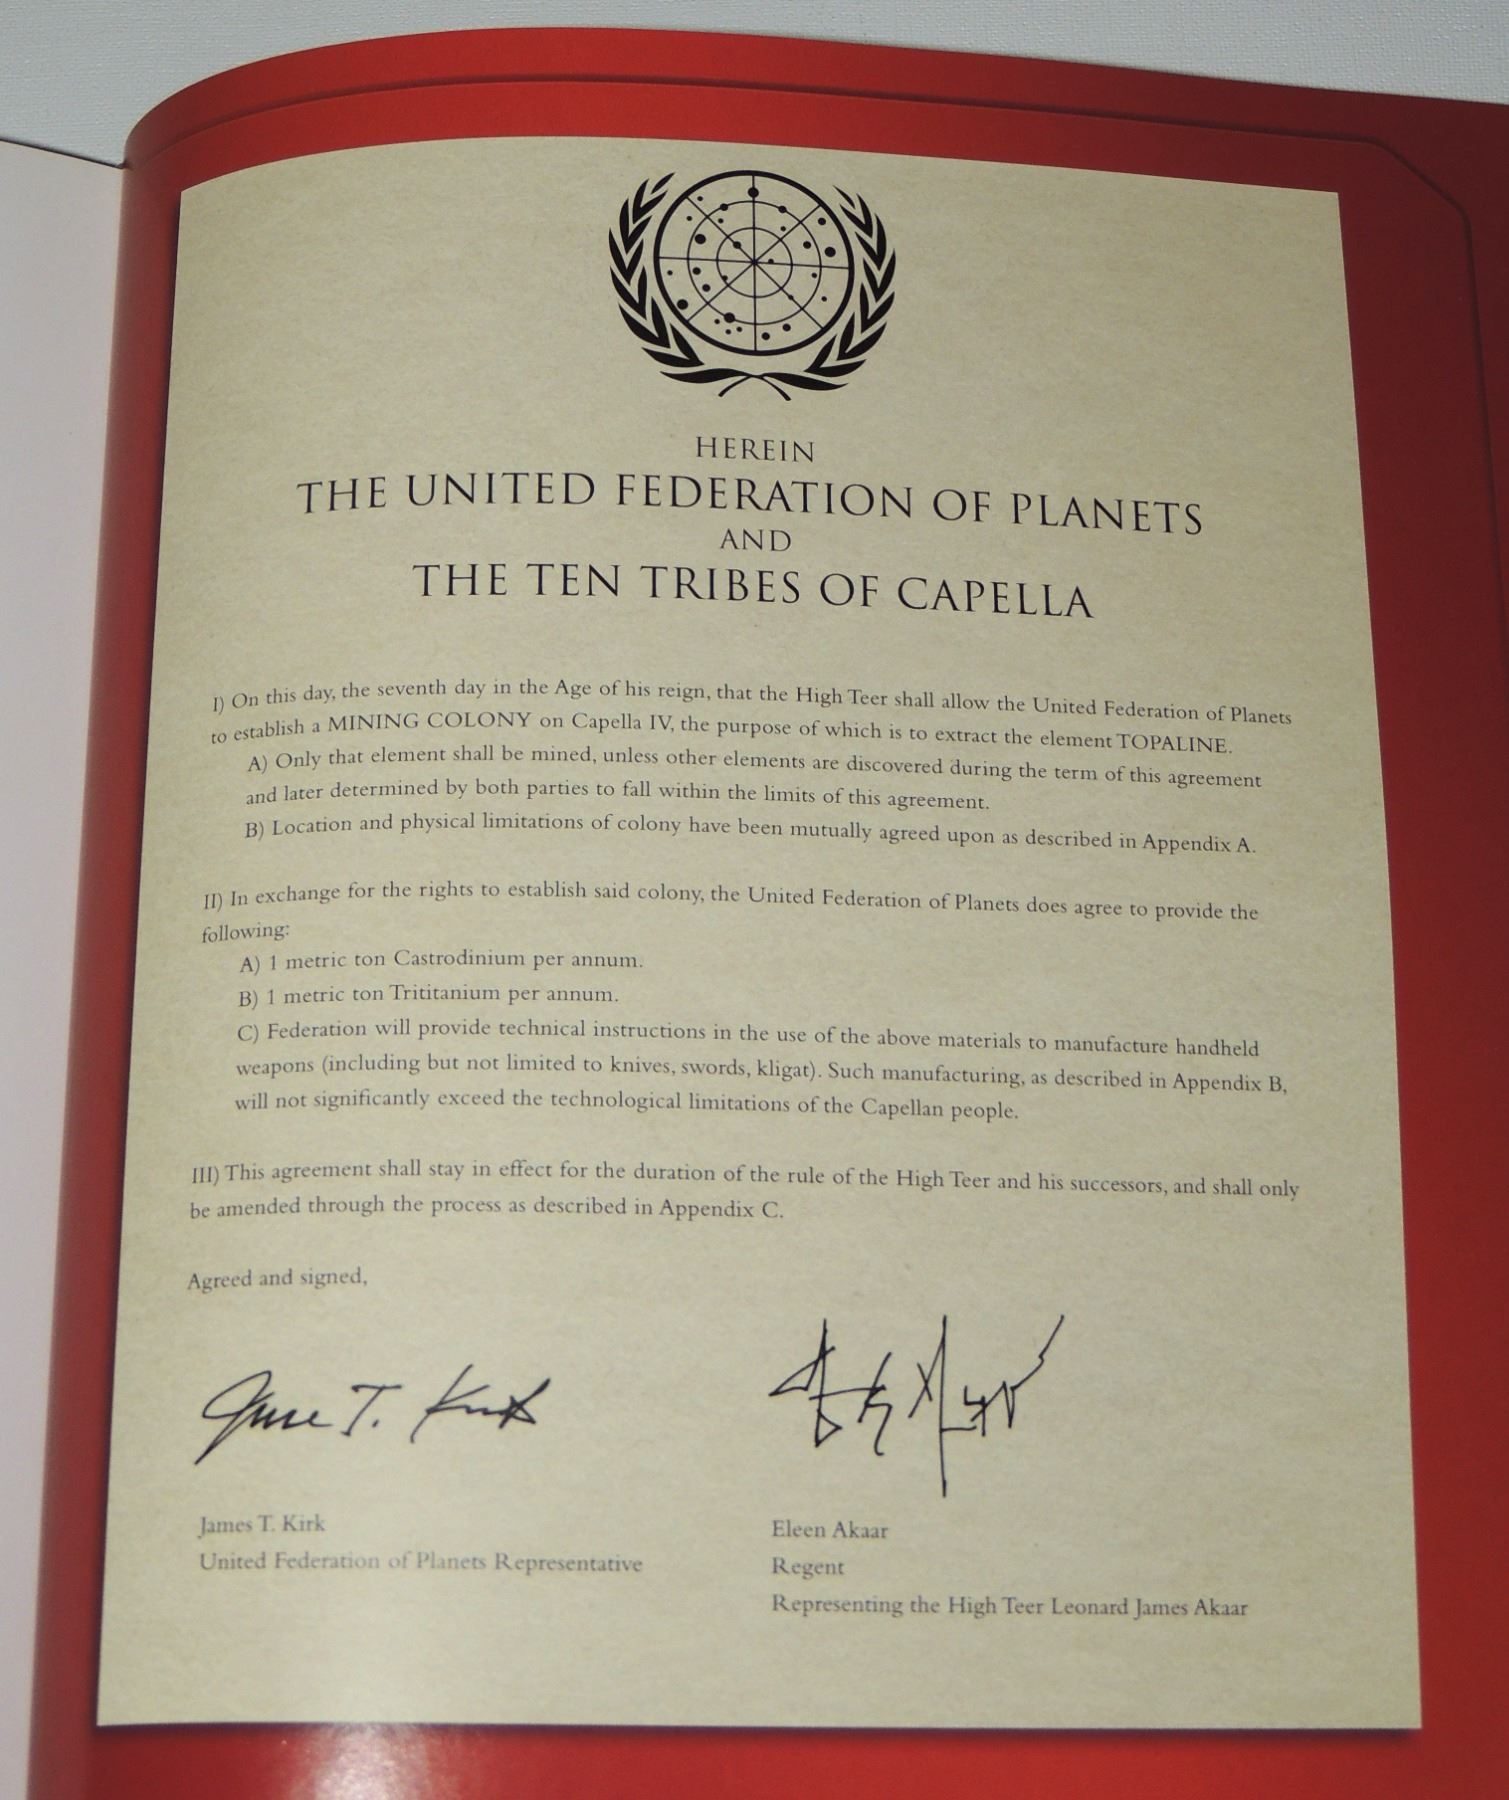 HEREIN
THE UNITED FEDERATION OF PLANETS
AND
THE TEN TRIBES OF CAPELLA
I) On this day, the seventh day in the Age of his reign, that the High Teer shall allow the United Federation of Planets
to establish a MINING COLONY on Capella IV, the purpose of which is to extract the element TOPALINE.
A) Only that element shall be mined, unless other elements are discovered during the term of this agreement
and later determined by both parties to fall within the limits of this agreement.
B) Location and physical limitations of colony have been mutually agreed upon as described in Appendix A.
II) In exchange for the rights to establish said colony, the United Federation of Planets does agree to provide the
following:
A) 1 metric ton Castrodinium per annum.
B) 1 metric ton Trititanium per annum.
C) Federation will provide technical instructions in the use of the above materials to manufacture handheld
weapons (including but not limited to knives, swords, kligat). Such manufacturing, as described in Appendix B,
will not significantly exceed the technological limitations of the Capellan people.
III) This agreement shall stay in effect for the duration of the rule of the High Teer and his successors, and shall only
be amended through the process as described in Appendix C.
Agreed and signed,
James T. Kirk
James T. Kirk
United Federation of Planets Representative
Eleen Akaar
Regent
Representing the High Teer Leonard James Akaar